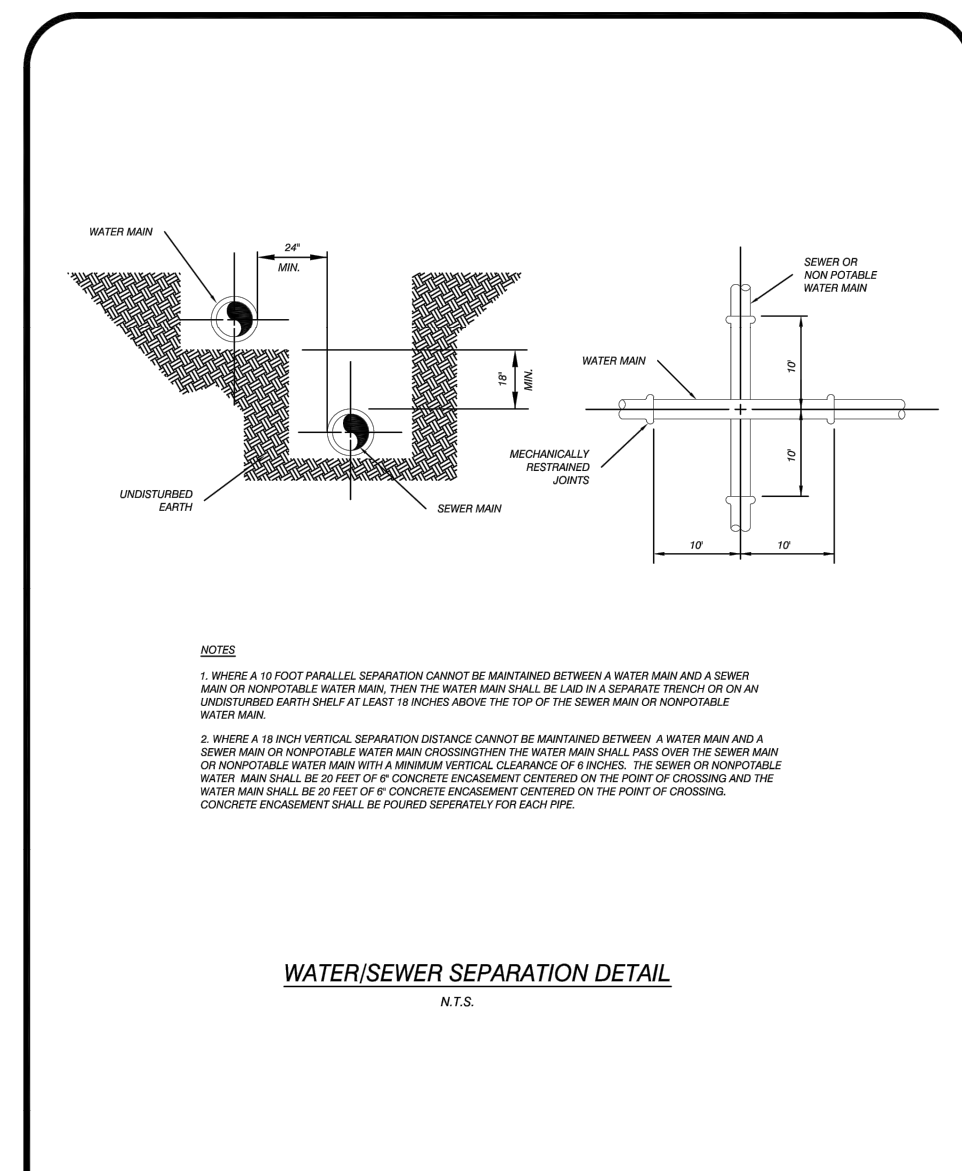 WATER MAIN
24"
MIN.
18"
MIN.
UNDISTURBED
EARTH
SEWER MAIN
SEWER OR
NON POTABLE
WATER MAIN
WATER MAIN
10'
10'
MECHANICALLY
RESTRAINED
JOINTS
10'
10'
NOTES
1. WHERE A 10 FOOT PARALLEL SEPARATION CANNOT BE MAINTAINED BETWEEN A WATER MAIN AND A SEWER
MAIN OR NONPOTABLE WATER MAIN, THEN THE WATER MAIN SHALL BE LAID IN A SEPARATE TRENCH OR ON AN
UNDISTURBED EARTH SHELF AT LEAST 18 INCHES ABOVE THE TOP OF THE SEWER MAIN OR NONPOTABLE
WATER MAIN.
2. WHERE A 18 INCH VERTICAL SEPARATION DISTANCE CANNOT BE MAINTAINED BETWEEN A WATER MAIN AND A
SEWER MAIN OR NONPOTABLE WATER MAIN CROSSINGTHEN THE WATER MAIN SHALL PASS OVER THE SEWER MAIN
OR NONPOTABLE WATER MAIN WITH A MINIMUM VERTICAL CLEARANCE OF 6 INCHES. THE SEWER OR NONPOTABLE
WATER MAIN SHALL BE 20 FEET OF 6" CONCRETE ENCASEMENT CENTERED ON THE POINT OF CROSSING AND THE
WATER MAIN SHALL BE 20 FEET OF 6" CONCRETE ENCASEMENT CENTERED ON THE POINT OF CROSSING.
CONCRETE ENCASEMENT SHALL BE POURED SEPERATELY FOR EACH PIPE.
WATER/SEWER SEPARATION DETAIL
N.T.S.